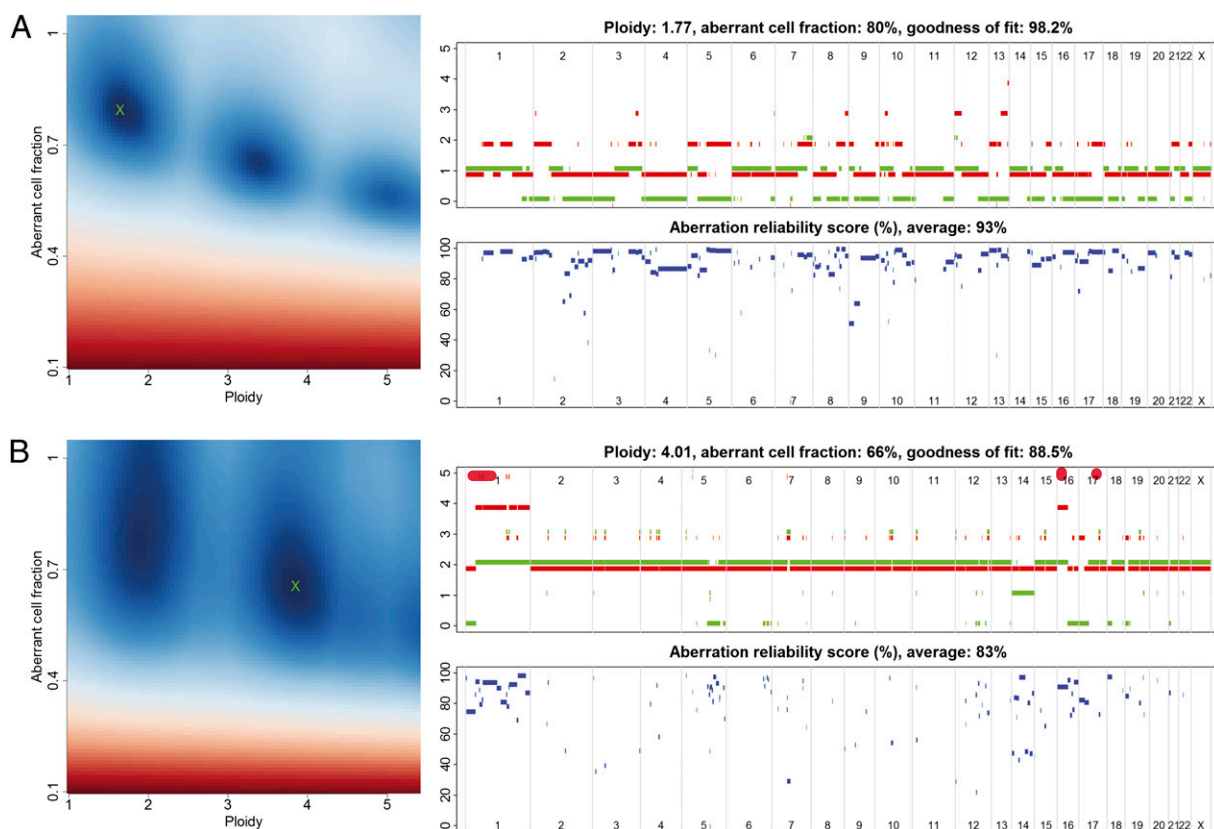 A
Aberrant cell fraction
1
0.7
0.4
0.1
1 2 3 4 5
Ploidy
Ploidy: 1.77, aberrant cell fraction: 80%, goodness of fit: 98.2%
5
4
3
2
1
0
1 2 3 4 5 6 7 8 9 10 11 12 13 14 15 16 17 18 19 20 21 22 X
Aberration reliability score (%), average: 93%
100
80
60
40
20
0
1 2 3 4 5 6 7 8 9 10 11 12 13 14 15 16 17 18 19 20 21 22 X
B
Aberrant cell fraction
1
0.7
0.4
0.1
1 2 3 4 5
Ploidy
Ploidy: 4.01, aberrant cell fraction: 66%, goodness of fit: 88.5%
5
4
3
2
1
0
1 2 3 4 5 6 7 8 9 10 11 12 13 14 15 16 17 18 19 20 21 22 X
Aberration reliability score (%), average: 83%
100
80
60
40
20
0
1 2 3 4 5 6 7 8 9 10 11 12 13 14 15 16 17 18 19 20 21 22 X